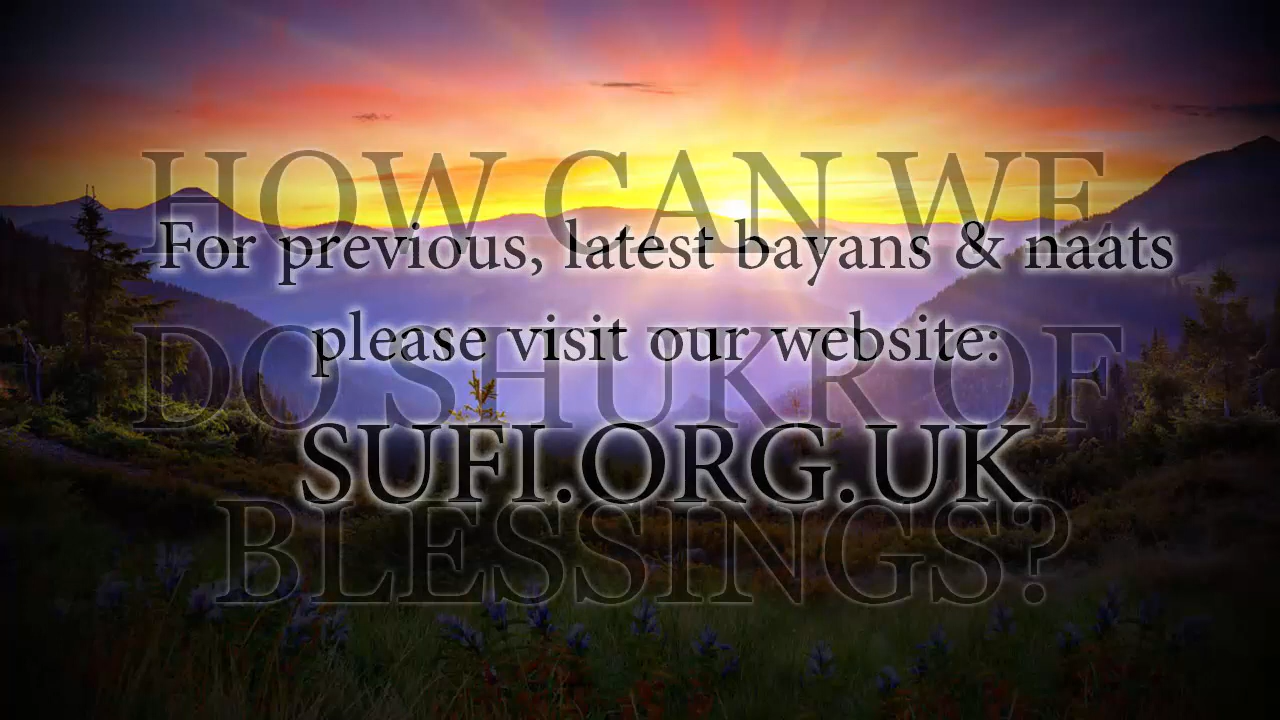 HOW CAN WE
For previous, latest bayans & naats
please visit our website:
DO SHUKR OF
SUFI.ORG.UK
BLESSINGS?